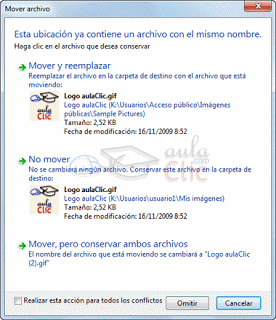 Mover archivo
Esta ubicación ya contiene un archivo con el mismo nombre.
Haga clic en el archivo que desea conservar
Mover y reemplazar
Reemplazar el archivo en la carpeta de destino con el archivo que está
moviendo:
Logo aulaClic.gif
Logo aulaClic (K:\Usuarios\Acceso público\Imágenes
públicas\Sample Pictures)
Tamaño: 2,52 KB
Fecha de modificación: 16/11/2009 8:52
No mover
No se cambiará ningún archivo. Conservar este archivo en la carpeta de
destino:
Logo aulaClic.gif
Logo aulaClic (K:\Usuarios\usuario1\Mis imágenes)
Tamaño: 2,52 KB
Fecha de modificación: 16/11/2009 8:52
aula
Clic
.com
Mover, pero conservar ambos archivos
El nombre del archivo que está moviendo se cambiará a "Logo aulaClic
(2).gif"
Realizar esta acción para todos los conflictos
Omitir
Cancelar